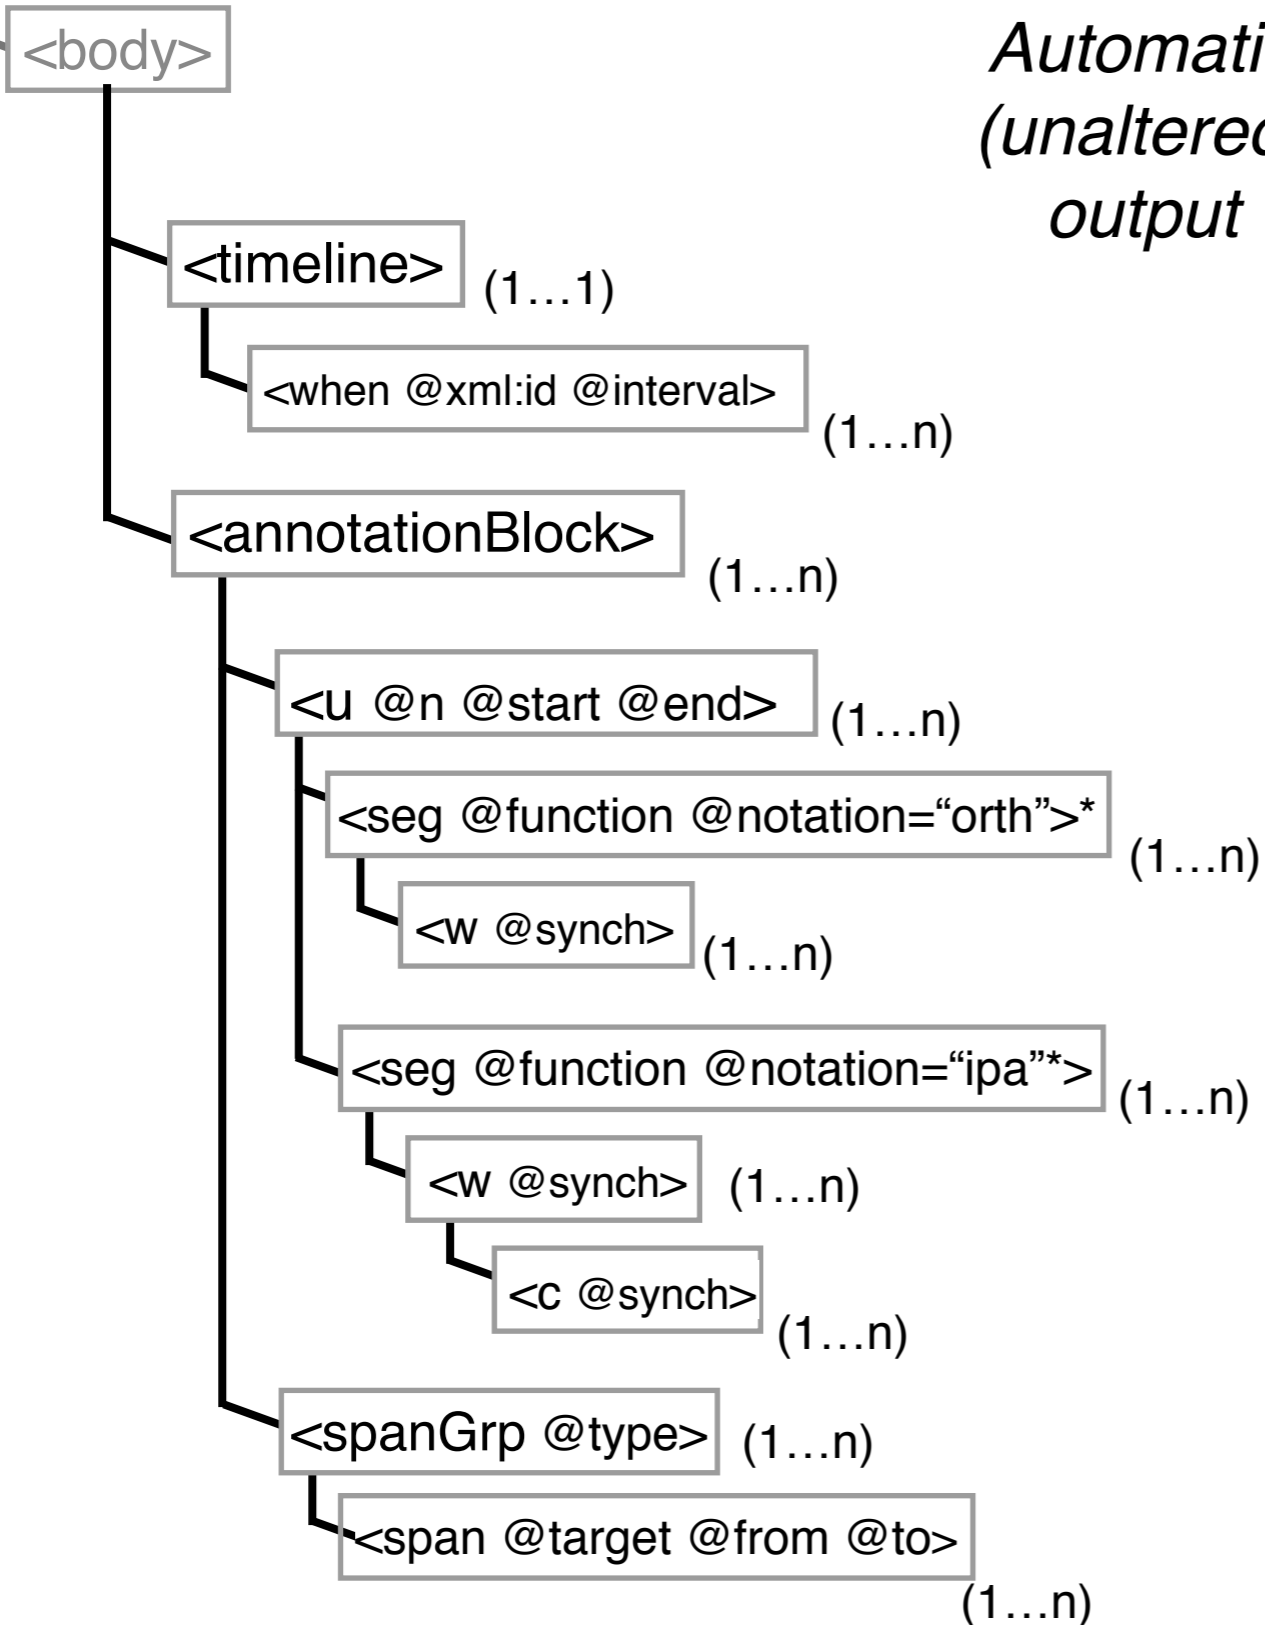 <body>
Automati
(unaltered
output
<timeline> (1…1)
<when @xml:id @interval>
(1…n)
<annotationBlock>
(1…n)
<u @n @start @end> (1…n)
<seg @function @notation=“orth”>*
(1…n)
<w @synch> (1…n)
<seg @function @notation=“ipa”*>
(1…n)
<w @synch> (1…n)
<c @synch>
(1…n)
<spanGrp @type> (1…n)
<span @target @from @to>
(1…n)